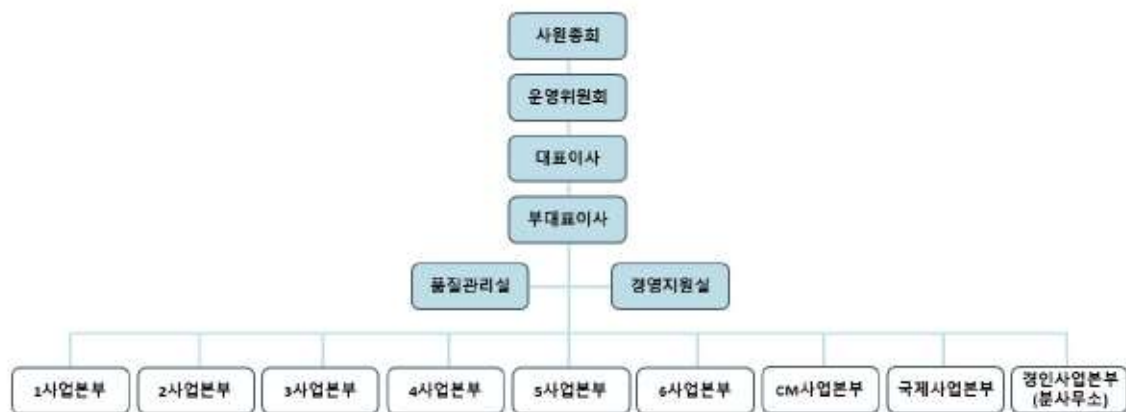 사원총회
운영위원회
대표이사
부대표이사
품질관리실
경영지원실
1사업본부
2사업본부
3사업본부
4사업본부
5사업본부
6사업본부
CM사업본부
국제사업본부
경인사업본부
(분사무소)